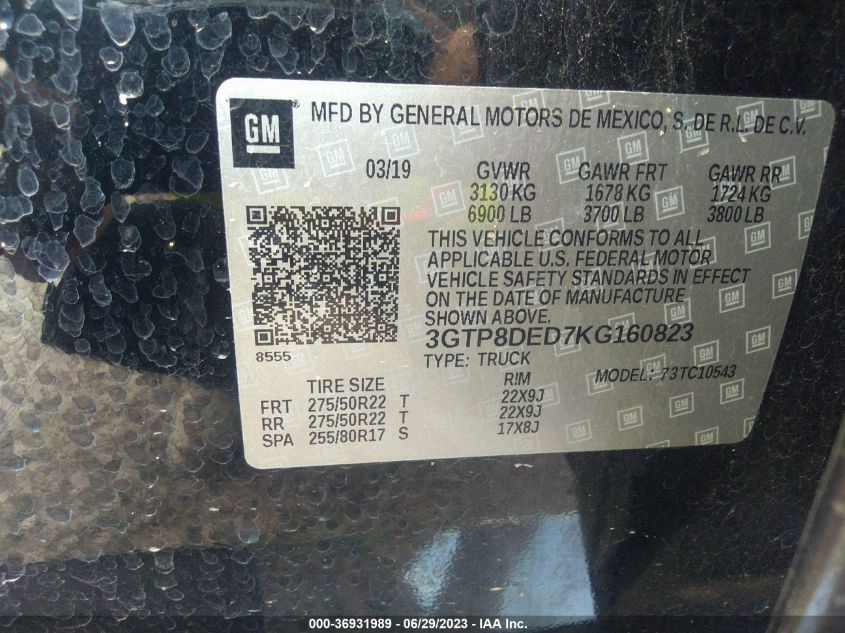 GM MFD BY GENERAL MOTORS DE MEXICO, S. DE R.L. DE C.V.
03/19 GVWR GAWR FRT GAWR RR
3130 KG 1678 KG 1724 KG
6900 LB 3700 LB 3800 LB
THIS VEHICLE CONFORMS TO ALL
APPLICABLE U.S. FEDERAL MOTOR
VEHICLE SAFETY STANDARDS IN EFFECT
ON THE DATE OF MANUFACTURE
SHOWN ABOVE.
3GTP8DED7KG160823
8555 TYPE: TRUCK MODEL: 73TC10543
TIRE SIZE RIM
FRT 275/50R22 T 22X9J
RR 275/50R22 T 22X9J
SPA 255/80R17 S 17X8J
000-36931989 - 06/29/2023 - IAA Inc.